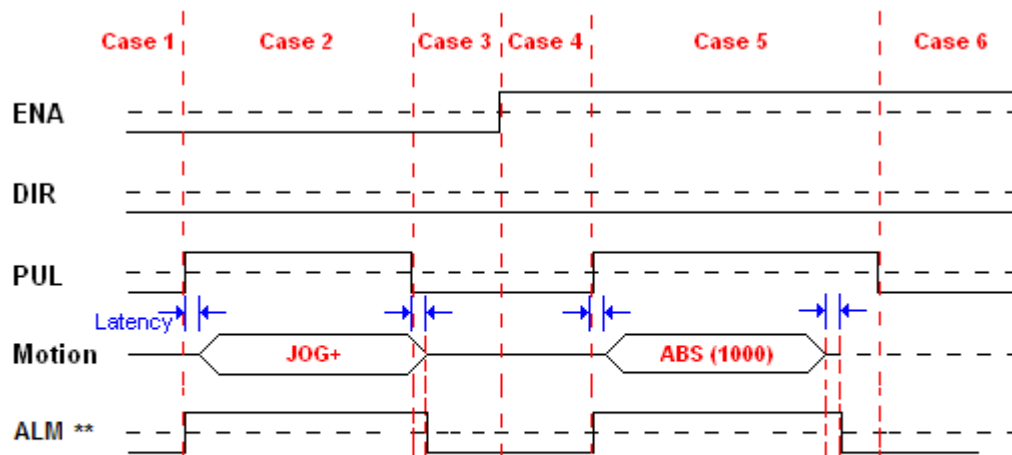 Case 1 Case 2 Case 3 Case 4 Case 5 Case 6
ENA
DIR
PUL
Latency
Motion JOG+ ABS (1000)
ALM **